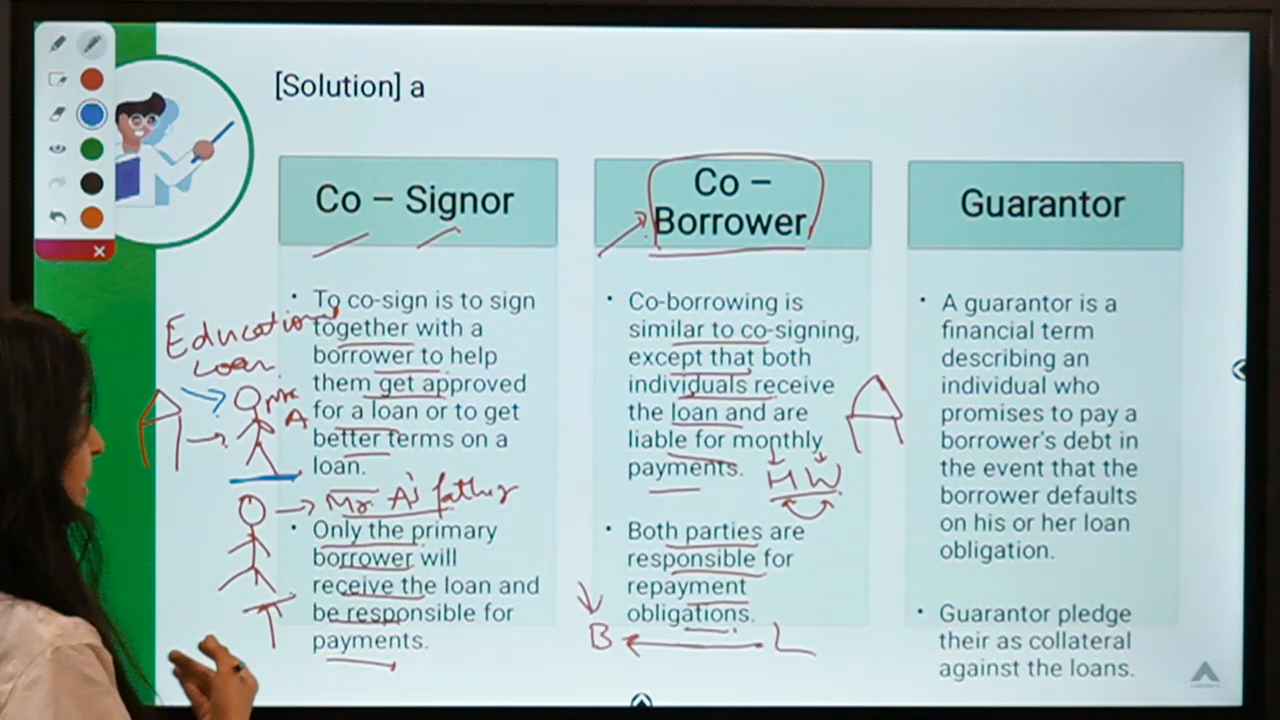 [Solution] a
Co – Signor
• To co-sign is to sign
together with a
borrower to help
them get approved
for a loan or to get
better terms on a
loan.
• Only the primary
borrower will
receive the loan and
be responsible for
payments.
Educational
Loan
Mr
A
Mr A's father
Co –
Borrower
• Co-borrowing is
similar to co-signing,
except that both
individuals receive
the loan and are
liable for monthly
payments.
• Both parties are
responsible for
repayment
obligations.
H W
B L
Guarantor
• A guarantor is a
financial term
describing an
individual who
promises to pay a
borrower's debt in
the event that the
borrower defaults
on his or her loan
obligation.
• Guarantor pledge
their as collateral
against the loans.